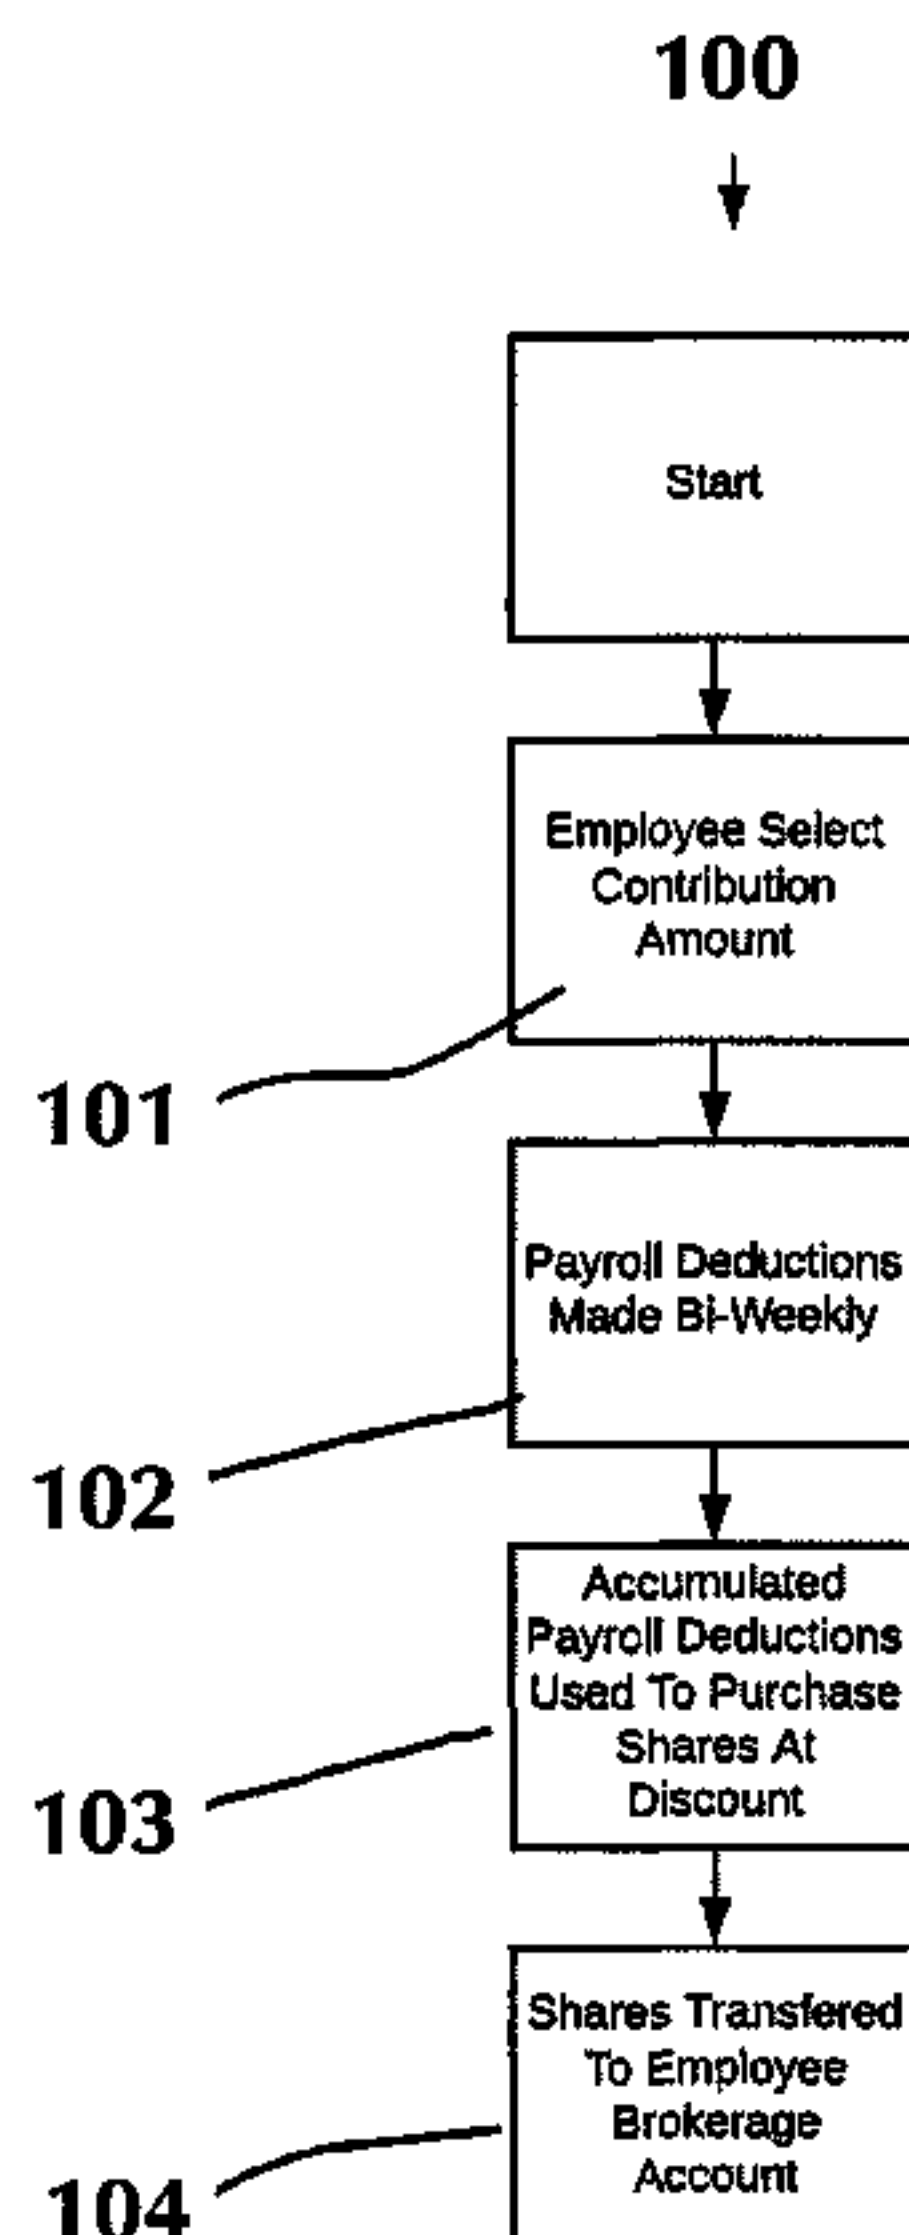 100
Start
Employee Select
Contribution
Amount
101
Payroll Deductions
Made Bi-Weekly
102
Accumulated
Payroll Deductions
Used To Purchase
Shares At
Discount
103
Shares Transfered
To Employee
Brokerage
Account
104